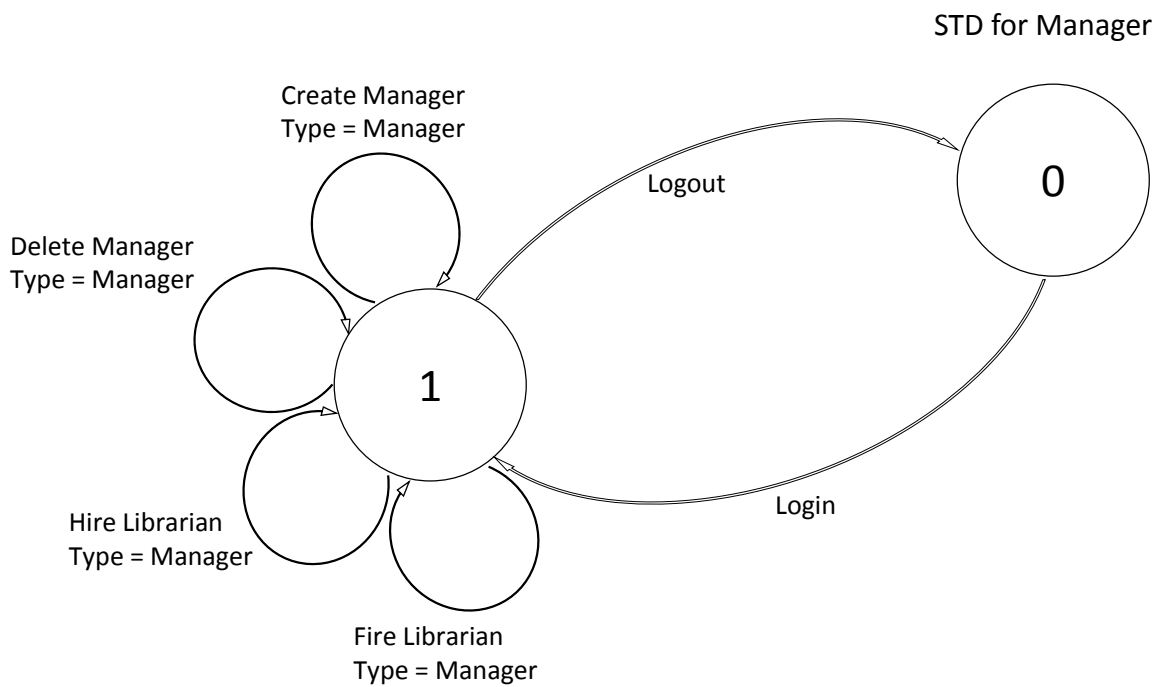 STD for Manager
Create Manager
Type = Manager
0
Logout
Delete Manager
Type = Manager
1
Login
Hire Librarian
Type = Manager
Fire Librarian
Type = Manager